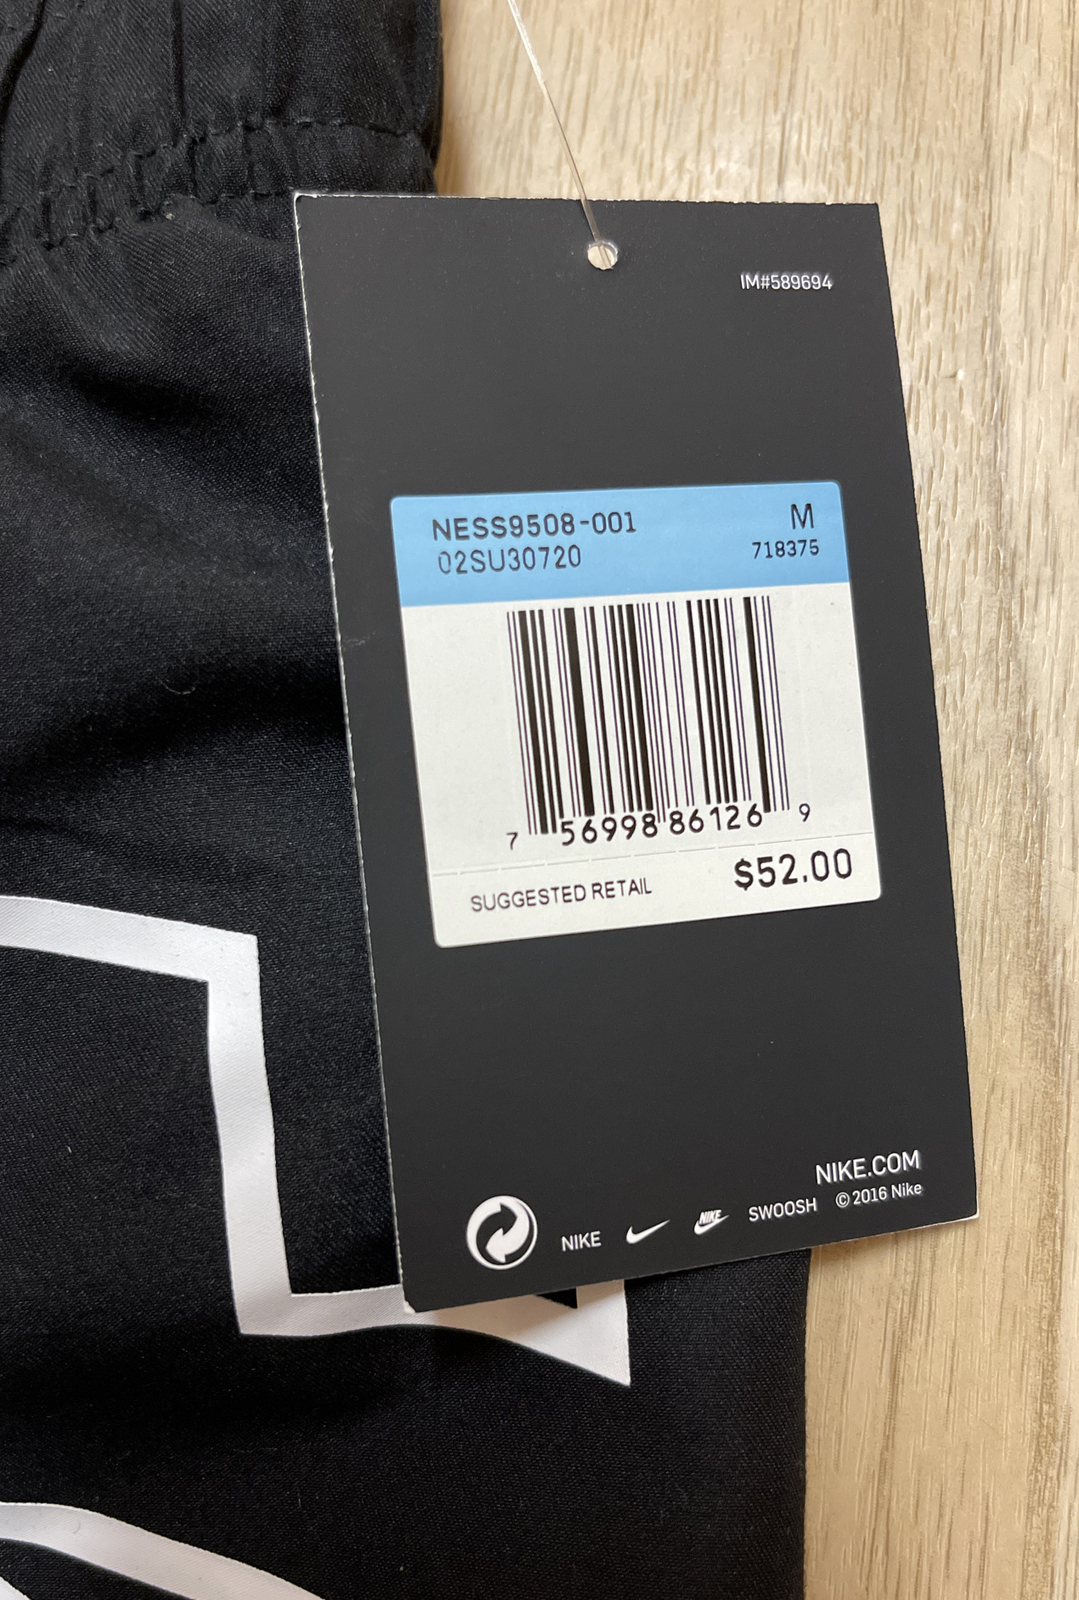 IM#589694
NESS9508-001 M
02SU30720 718375
7 56998 86126 9
SUGGESTED RETAIL $52.00
NIKE.COM
NIKE NIKE SWOOSH © 2016 Nike